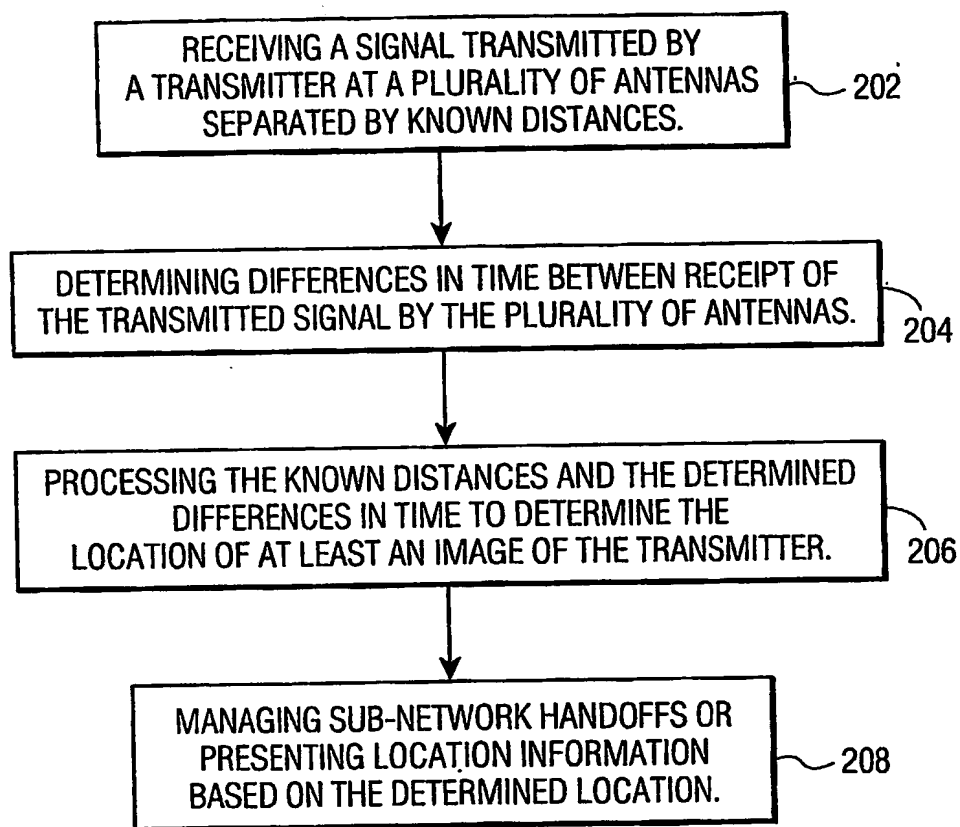 RECEIVING A SIGNAL TRANSMITTED BY
A TRANSMITTER AT A PLURALITY OF ANTENNAS
SEPARATED BY KNOWN DISTANCES.
202
DETERMINING DIFFERENCES IN TIME BETWEEN RECEIPT OF
THE TRANSMITTED SIGNAL BY THE PLURALITY OF ANTENNAS.
204
PROCESSING THE KNOWN DISTANCES AND THE DETERMINED
DIFFERENCES IN TIME TO DETERMINE THE
LOCATION OF AT LEAST AN IMAGE OF THE TRANSMITTER.
206
MANAGING SUB-NETWORK HANDOFFS OR
PRESENTING LOCATION INFORMATION
BASED ON THE DETERMINED LOCATION.
208